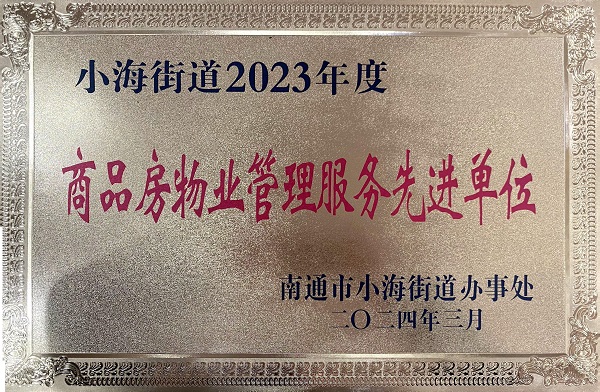 小海街道2023年度
商品房物业管理服务先进单位
南通市小海街道办事处
二〇二四年三月